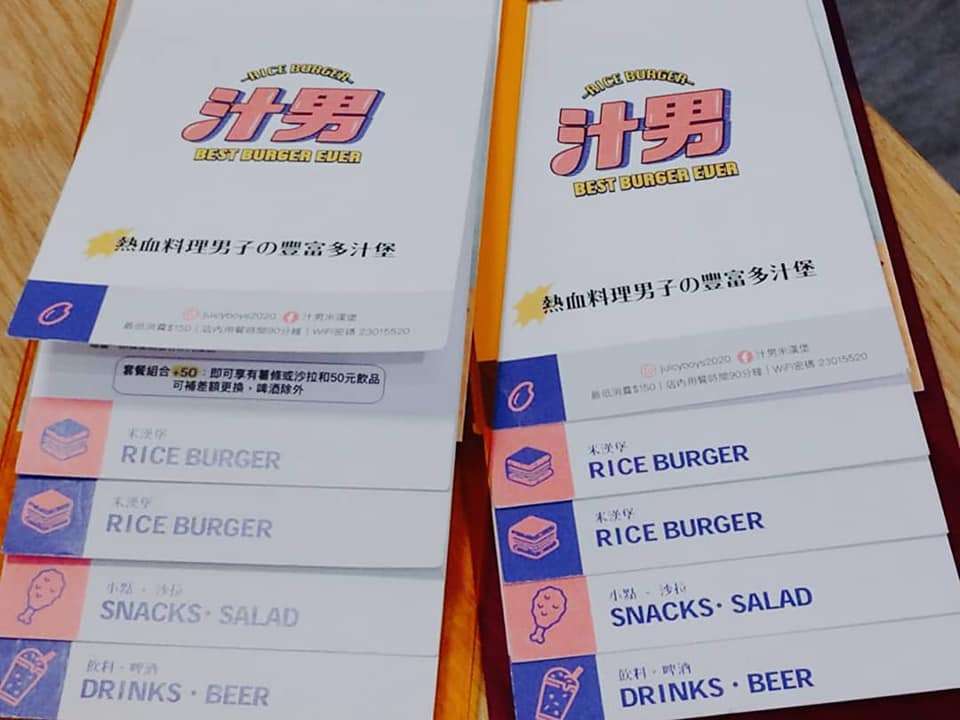 RICE BURGER
汁男
BEST BURGER EVER
熱血料理男子の豐富多汁堡
juicyboys2020 汁男米漢堡
最低消費$150 | 店內用餐時間90分鐘 | WiFi密碼 23015520
套餐組合+50：即可享有薯條或沙拉和50元飲品
可補差額更換，啤酒除外
米漢堡
RICE BURGER
米漢堡
RICE BURGER
小點・沙拉
SNACKS・SALAD
飲料・啤酒
DRINKS・BEER
RICE BURGER
汁男
BEST BURGER EVER
熱血料理男子の豐富多汁堡
juicyboys2020 汁男米漢堡
最低消費$150 | 店內用餐時間90分鐘 | WiFi密碼 23015520
米漢堡
RICE BURGER
米漢堡
RICE BURGER
小點・沙拉
SNACKS・SALAD
飲料・啤酒
DRINKS・BEER